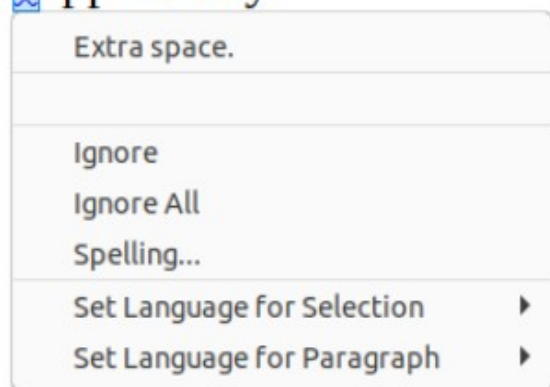 Extra space.
Ignore
Ignore All
Spelling...
Set Language for Selection
Set Language for Paragraph